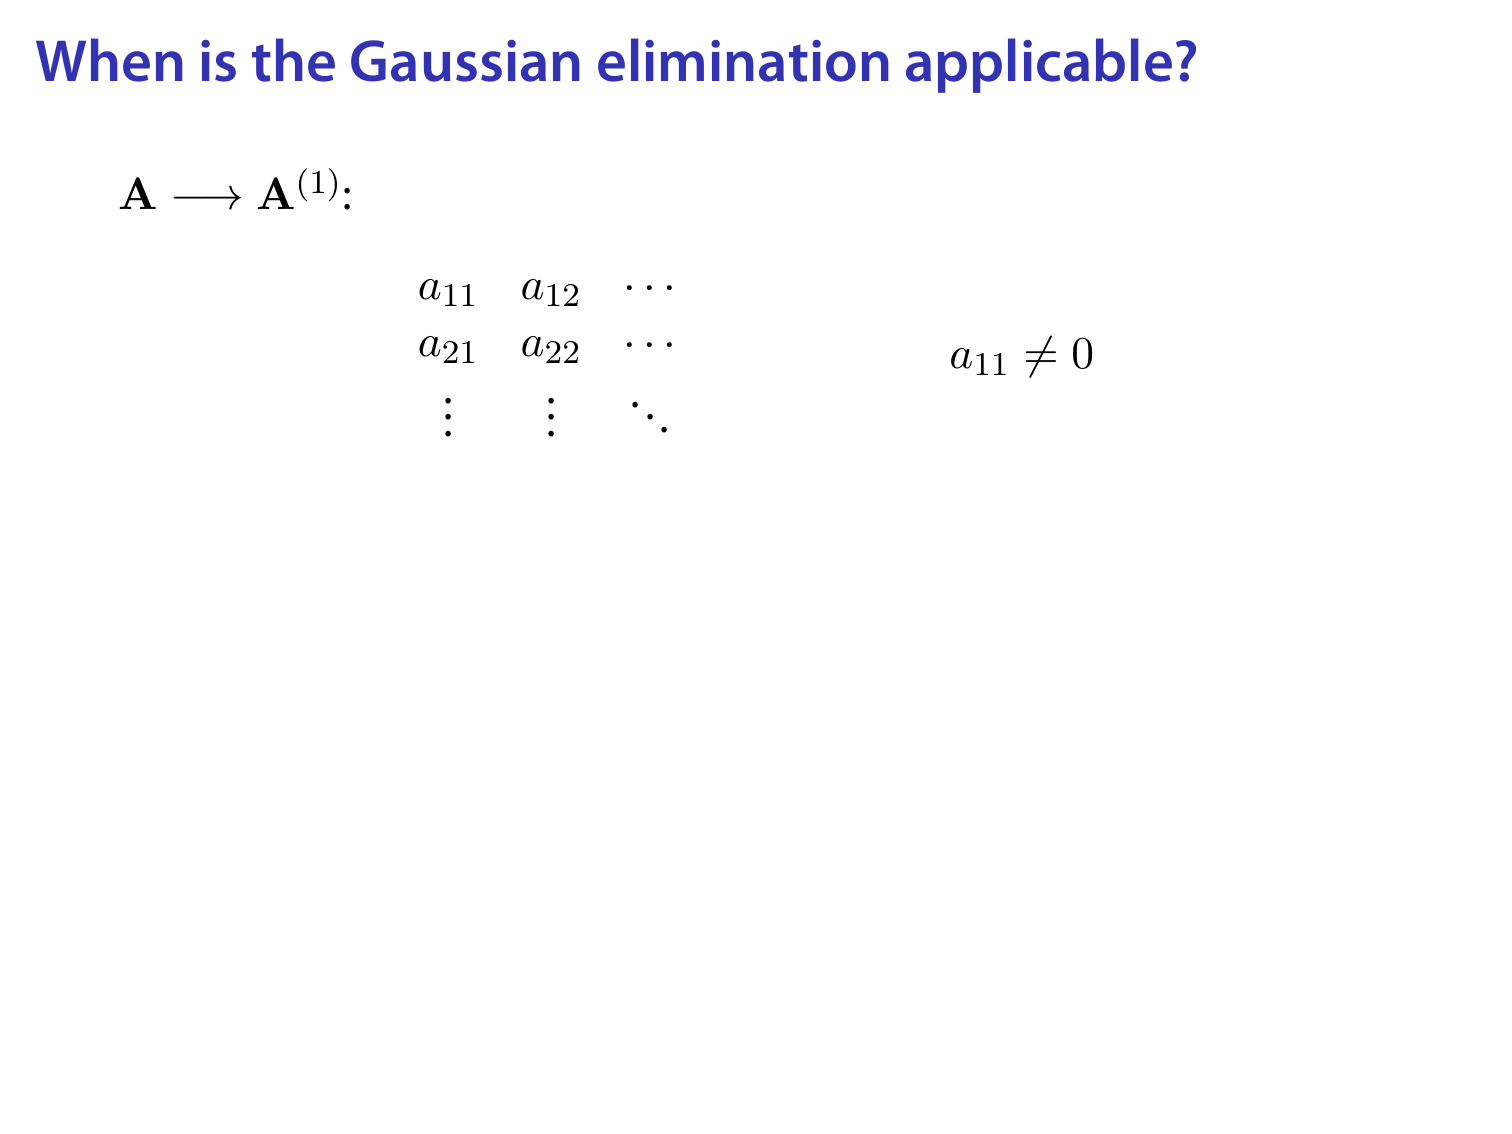 When is the Gaussian elimination applicable?
𝐀 ⟶ 𝐀⁽¹⁾:
a₁₁ a₁₂ ⋯
a₂₁ a₂₂ ⋯
⋮ ⋮ ⋱
a₁₁ ≠ 0